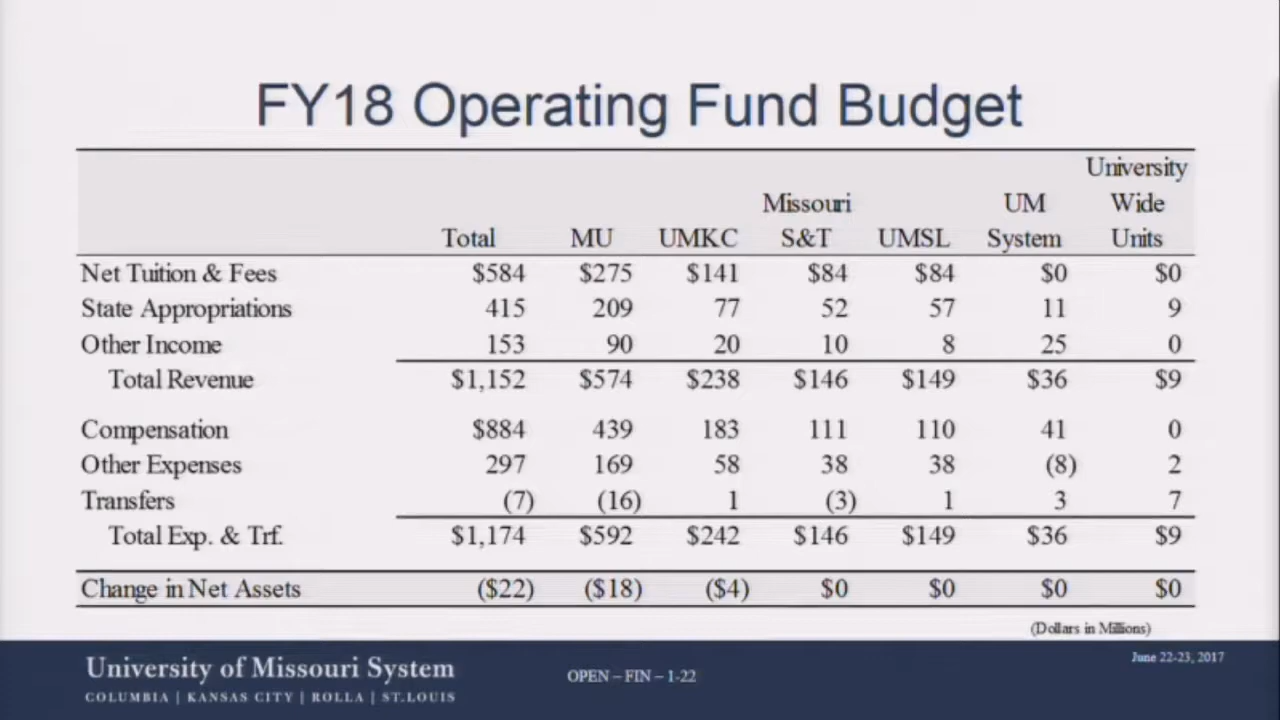 FY18 Operating Fund Budget
University
Missouri UM Wide
Total MU UMKC S&T UMSL System Units
Net Tuition & Fees $584 $275 $141 $84 $84 $0 $0
State Appropriations 415 209 77 52 57 11 9
Other Income 153 90 20 10 8 25 0
Total Revenue $1,152 $574 $238 $146 $149 $36 $9
Compensation $884 439 183 111 110 41 0
Other Expenses 297 169 58 38 38 (8) 2
Transfers (7) (16) 1 (3) 1 3 7
Total Exp. & Trf. $1,174 $592 $242 $146 $149 $36 $9
Change in Net Assets ($22) ($18) ($4) $0 $0 $0 $0
(Dollars in Millions)
June 22-23, 2017
University of Missouri System
OPEN – FIN – 1-22
COLUMBIA | KANSAS CITY | ROLLA | ST.LOUIS